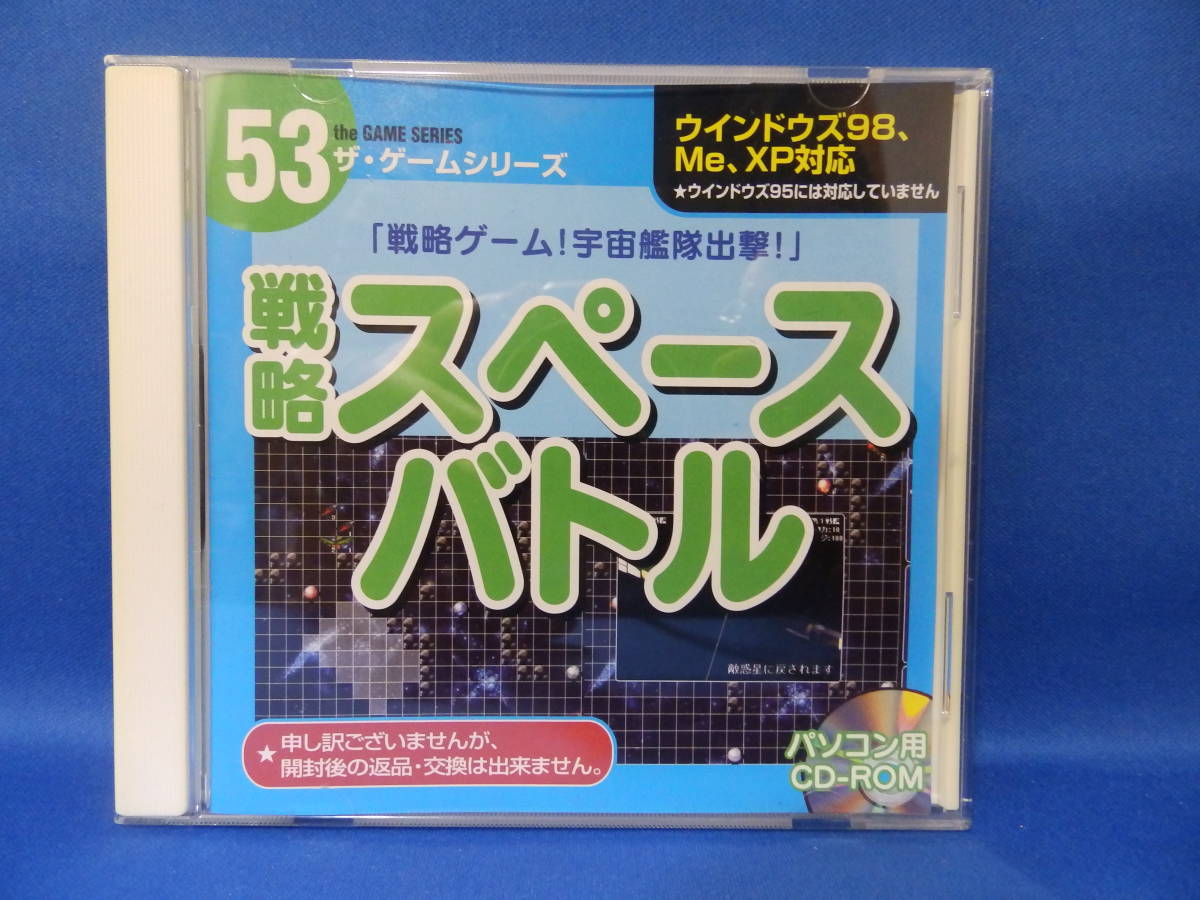 53
the GAME SERIES
ザ・ゲームシリーズ
ウインドウズ98、
Me、XP対応
★ウインドウズ95には対応していません
「戦略ゲーム!宇宙艦隊出撃!」
戦略
スペース
バトル
敵惑星に戻されます
★申し訳ございませんが、
開封後の返品・交換は出来ません。
パソコン用
CD-ROM